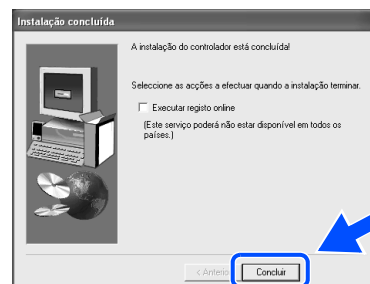 Instalação concluída
A instalação do controlador está concluída!
Seleccione as acções a efectuar quando a instalação terminar.
Executar registo online
(Este serviço poderá não estar disponível em todos os
países.)
< Anterio
Concluir